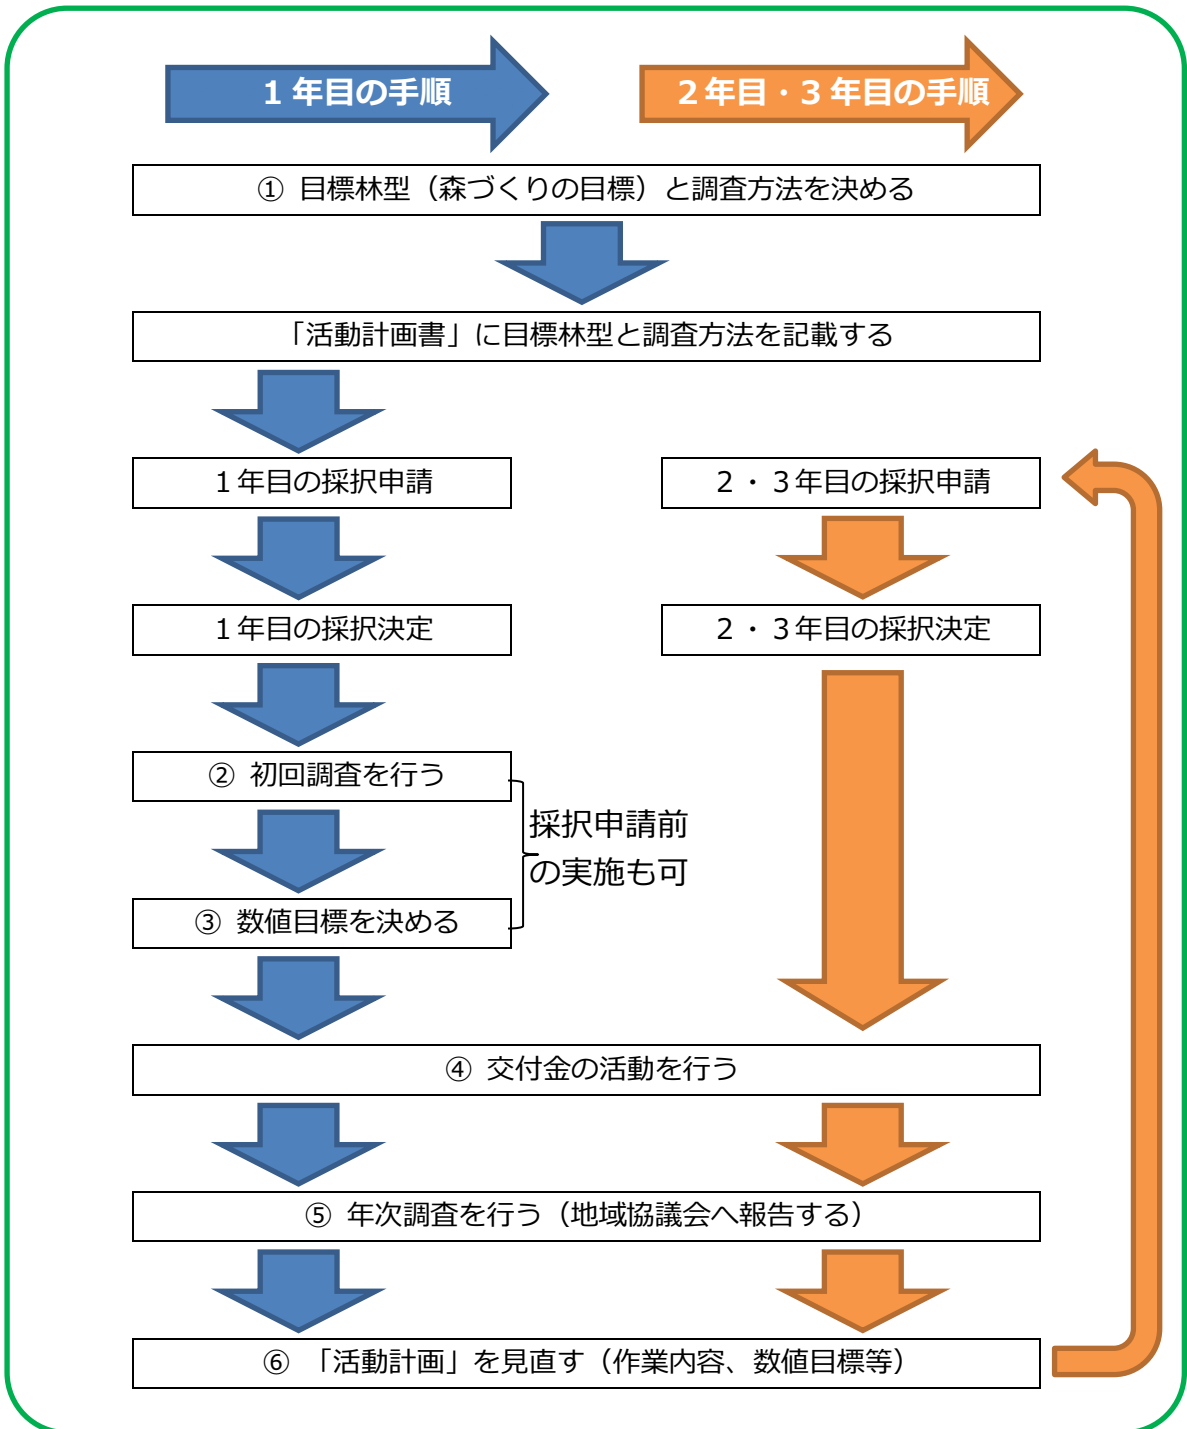 1年目の手順
2年目・3年目の手順
① 目標林型（森づくりの目標）と調査方法を決める
「活動計画書」に目標林型と調査方法を記載する
1年目の採択申請
2・3年目の採択申請
1年目の採択決定
2・3年目の採択決定
② 初回調査を行う
採択申請前
の実施も可
③ 数値目標を決める
④ 交付金の活動を行う
⑤ 年次調査を行う（地域協議会へ報告する）
⑥ 「活動計画」を見直す（作業内容、数値目標等）